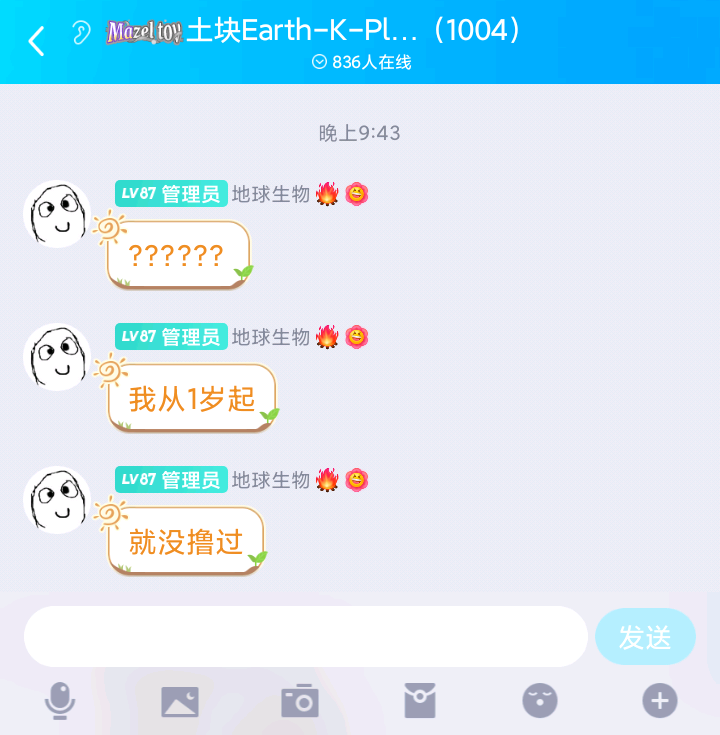 Mazel toy 土块Earth-K-Pl...（1004）
836人在线
晚上9:43
LV87 管理员 地球生物
??????
LV87 管理员 地球生物
我从1岁起
LV87 管理员 地球生物
就没撸过
发送